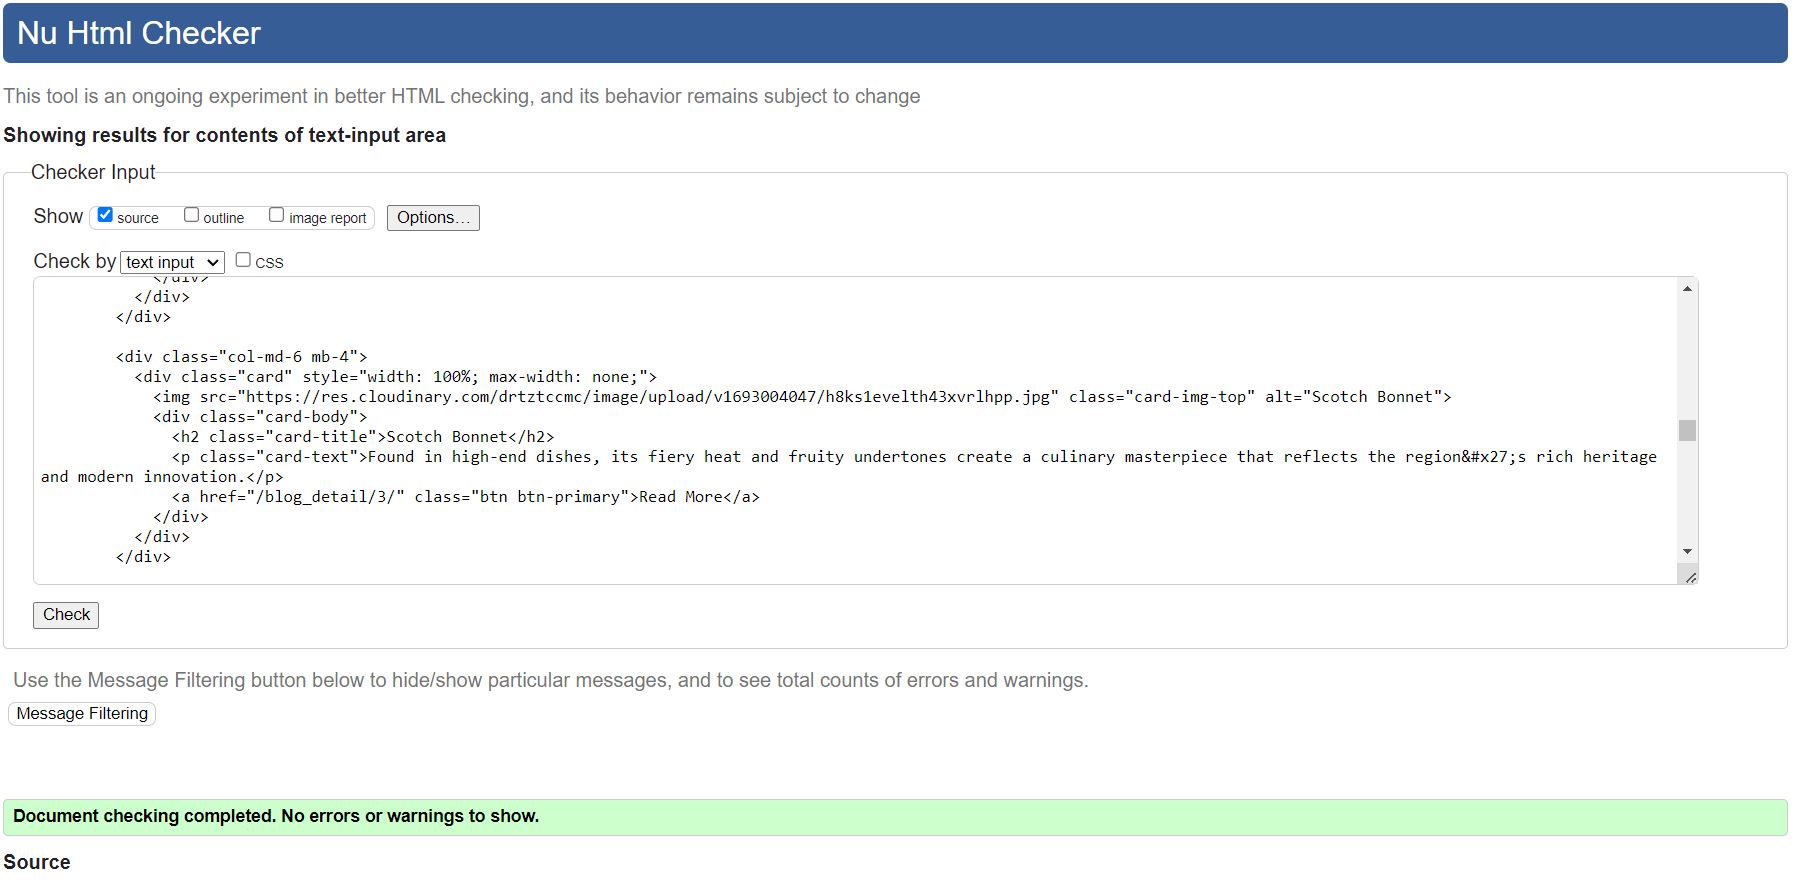 Nu Html Checker
This tool is an ongoing experiment in better HTML checking, and its behavior remains subject to change
Showing results for contents of text-input area
Checker Input
Show source outline image report Options...
Check by text input CSS
</div>
</div>
</div>
<div class="col-md-6 mb-4">
<div class="card" style="width: 100%; max-width: none;">
<img src="https://res.cloudinary.com/drtztccmc/image/upload/v1693004047/h8ks1evelth43xvrlhpp.jpg" class="card-img-top" alt="Scotch Bonnet">
<div class="card-body">
<h2 class="card-title">Scotch Bonnet</h2>
<p class="card-text">Found in high-end dishes, its fiery heat and fruity undertones create a culinary masterpiece that reflects the region&#x27;s rich heritage
and modern innovation.</p>
<a href="/blog_detail/3/" class="btn btn-primary">Read More</a>
</div>
</div>
</div>
Check
Use the Message Filtering button below to hide/show particular messages, and to see total counts of errors and warnings.
Message Filtering
Document checking completed. No errors or warnings to show.
Source